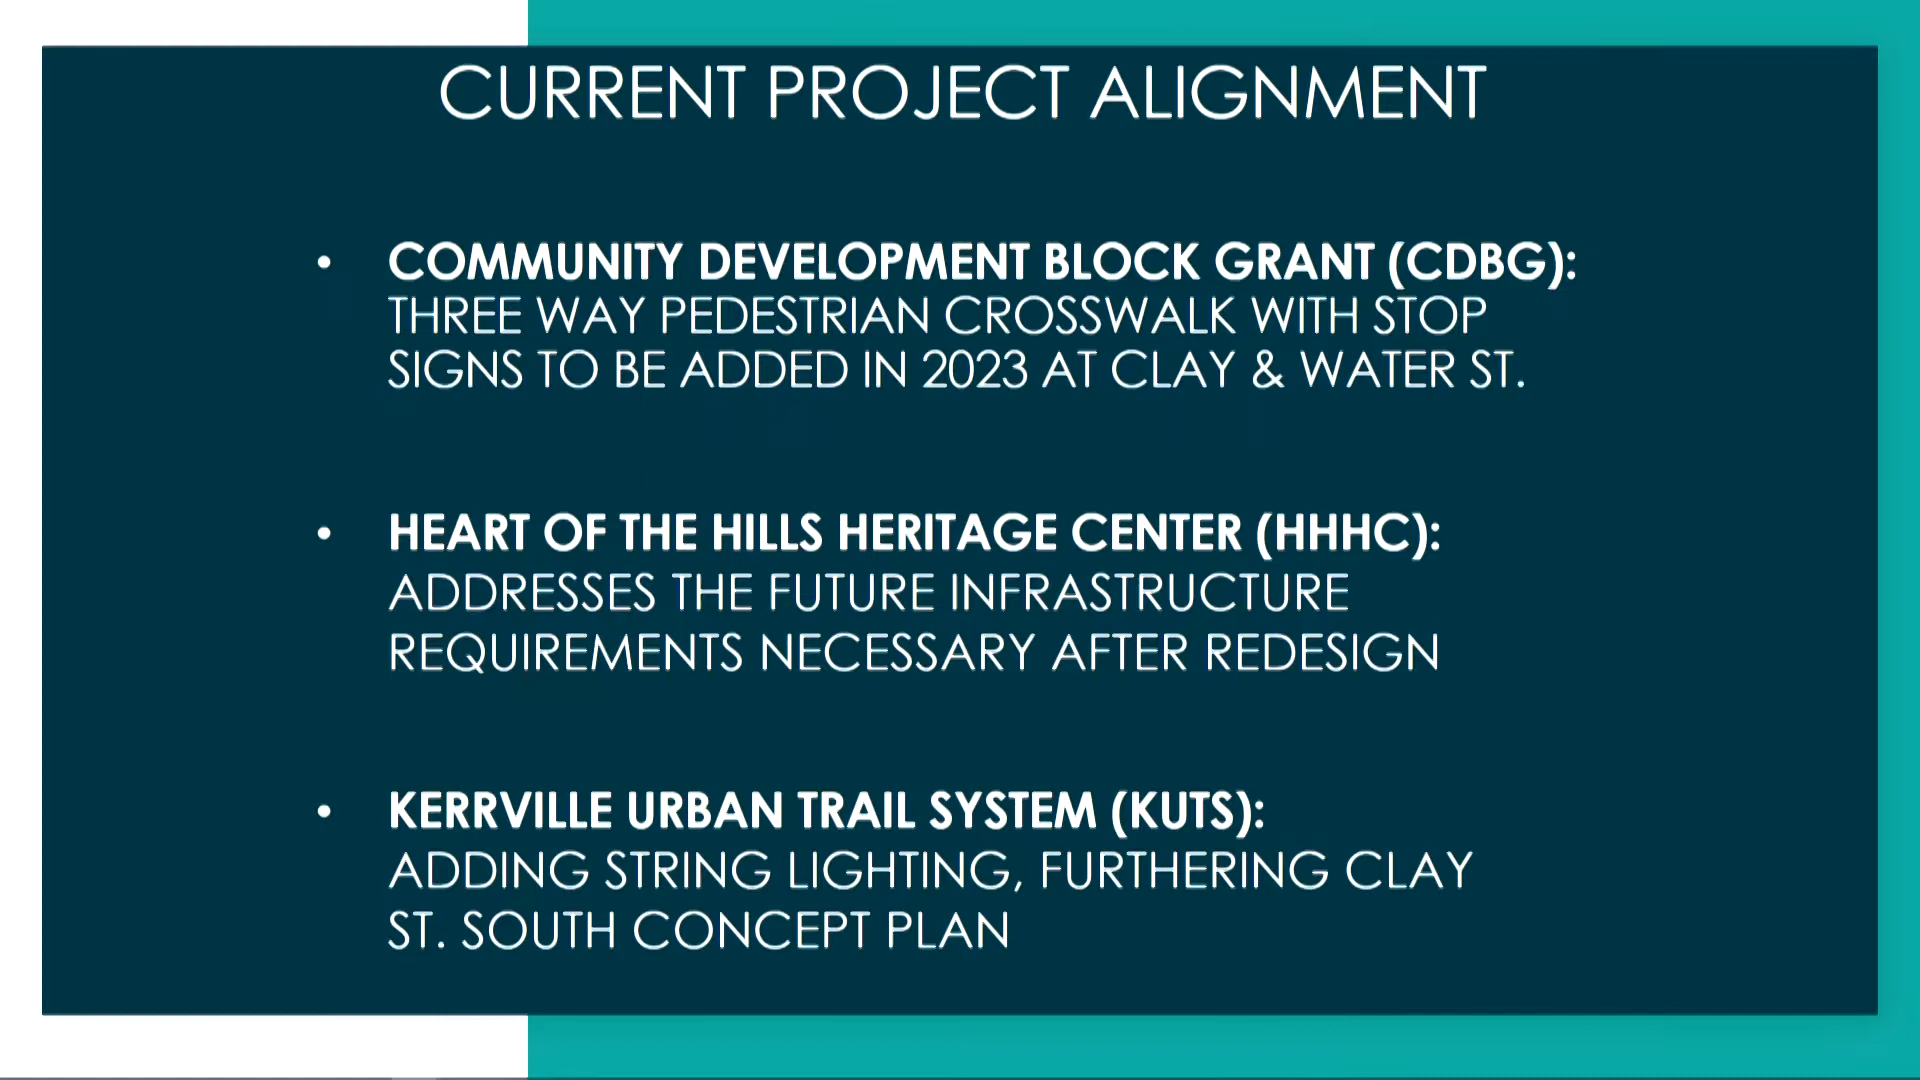 CURRENT PROJECT ALIGNMENT
• COMMUNITY DEVELOPMENT BLOCK GRANT (CDBG):
THREE WAY PEDESTRIAN CROSSWALK WITH STOP
SIGNS TO BE ADDED IN 2023 AT CLAY & WATER ST.
• HEART OF THE HILLS HERITAGE CENTER (HHHC):
ADDRESSES THE FUTURE INFRASTRUCTURE
REQUIREMENTS NECESSARY AFTER REDESIGN
• KERRVILLE URBAN TRAIL SYSTEM (KUTS):
ADDING STRING LIGHTING, FURTHERING CLAY
ST. SOUTH CONCEPT PLAN